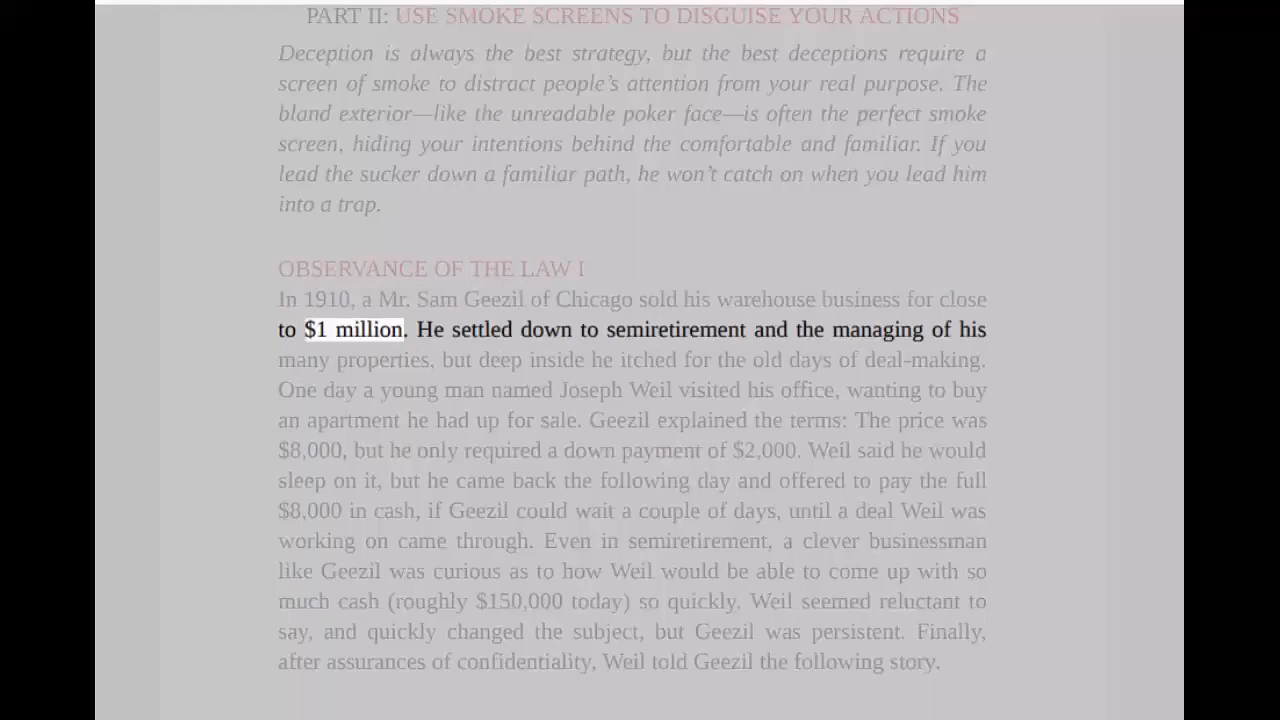 PART II: USE SMOKE SCREENS TO DISGUISE YOUR ACTIONS
Deception is always the best strategy, but the best deceptions require a
screen of smoke to distract people’s attention from your real purpose. The
bland exterior—like the unreadable poker face—is often the perfect smoke
screen, hiding your intentions behind the comfortable and familiar. If you
lead the sucker down a familiar path, he won’t catch on when you lead him
into a trap.
OBSERVANCE OF THE LAW I
In 1910, a Mr. Sam Geezil of Chicago sold his warehouse business for close
to $1 million. He settled down to semiretirement and the managing of his
many properties, but deep inside he itched for the old days of deal-making.
One day a young man named Joseph Weil visited his office, wanting to buy
an apartment he had up for sale. Geezil explained the terms: The price was
$8,000, but he only required a down payment of $2,000. Weil said he would
sleep on it, but he came back the following day and offered to pay the full
$8,000 in cash, if Geezil could wait a couple of days, until a deal Weil was
working on came through. Even in semiretirement, a clever businessman
like Geezil was curious as to how Weil would be able to come up with so
much cash (roughly $150,000 today) so quickly. Weil seemed reluctant to
say, and quickly changed the subject, but Geezil was persistent. Finally,
after assurances of confidentiality, Weil told Geezil the following story.